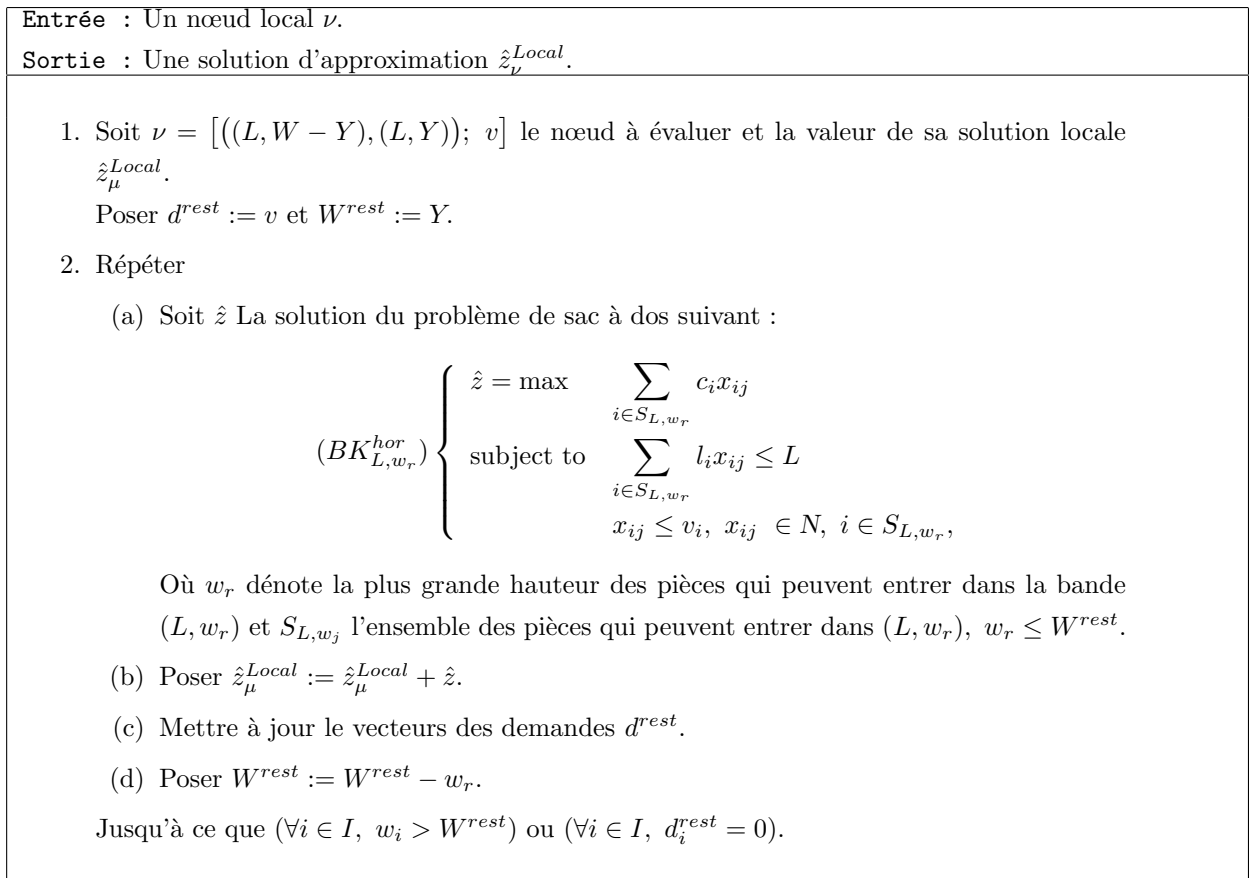 Entrée : Un nœud local ν.
Sortie : Une solution d'approximation ẑ_ν^{Local}.
1. Soit ν = [((L, W − Y), (L, Y)); v] le nœud à évaluer et la valeur de sa solution locale
ẑ_μ^{Local}.
Poser d^{rest} := v et W^{rest} := Y.
2. Répéter
(a) Soit ẑ La solution du problème de sac à dos suivant :
(BK_{L,w_r}^{hor}) { ẑ = max ∑_{i∈S_{L,w_r}} c_i x_{ij}
subject to ∑_{i∈S_{L,w_r}} l_i x_{ij} ≤ L
x_{ij} ≤ v_i, x_{ij} ∈ N, i ∈ S_{L,w_r},
Où w_r dénote la plus grande hauteur des pièces qui peuvent entrer dans la bande
(L, w_r) et S_{L,w_j} l'ensemble des pièces qui peuvent entrer dans (L, w_r), w_r ≤ W^{rest}.
(b) Poser ẑ_μ^{Local} := ẑ_μ^{Local} + ẑ.
(c) Mettre à jour le vecteurs des demandes d^{rest}.
(d) Poser W^{rest} := W^{rest} − w_r.
Jusqu'à ce que (∀i ∈ I, w_i > W^{rest}) ou (∀i ∈ I, d_i^{rest} = 0).